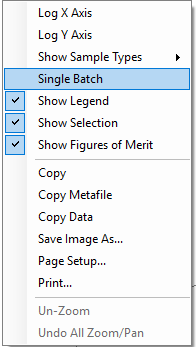 Log X Axis
Log Y Axis
Show Sample Types
Single Batch
Show Legend
Show Selection
Show Figures of Merit
Copy
Copy Metafile
Copy Data
Save Image As...
Page Setup...
Print...
Un-Zoom
Undo All Zoom/Pan